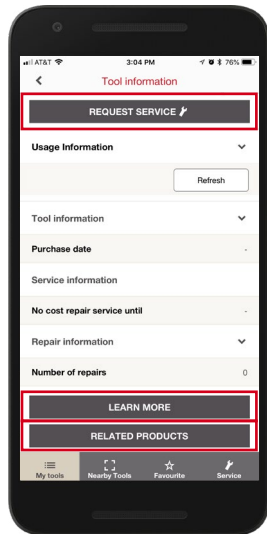 AT&T 3:04 PM 76%
Tool information
REQUEST SERVICE
Usage Information
Refresh
Tool information
Purchase date -
Service information
No cost repair service until -
Repair information
Number of repairs 0
LEARN MORE
RELATED PRODUCTS
My tools Nearby Tools Favourite Service